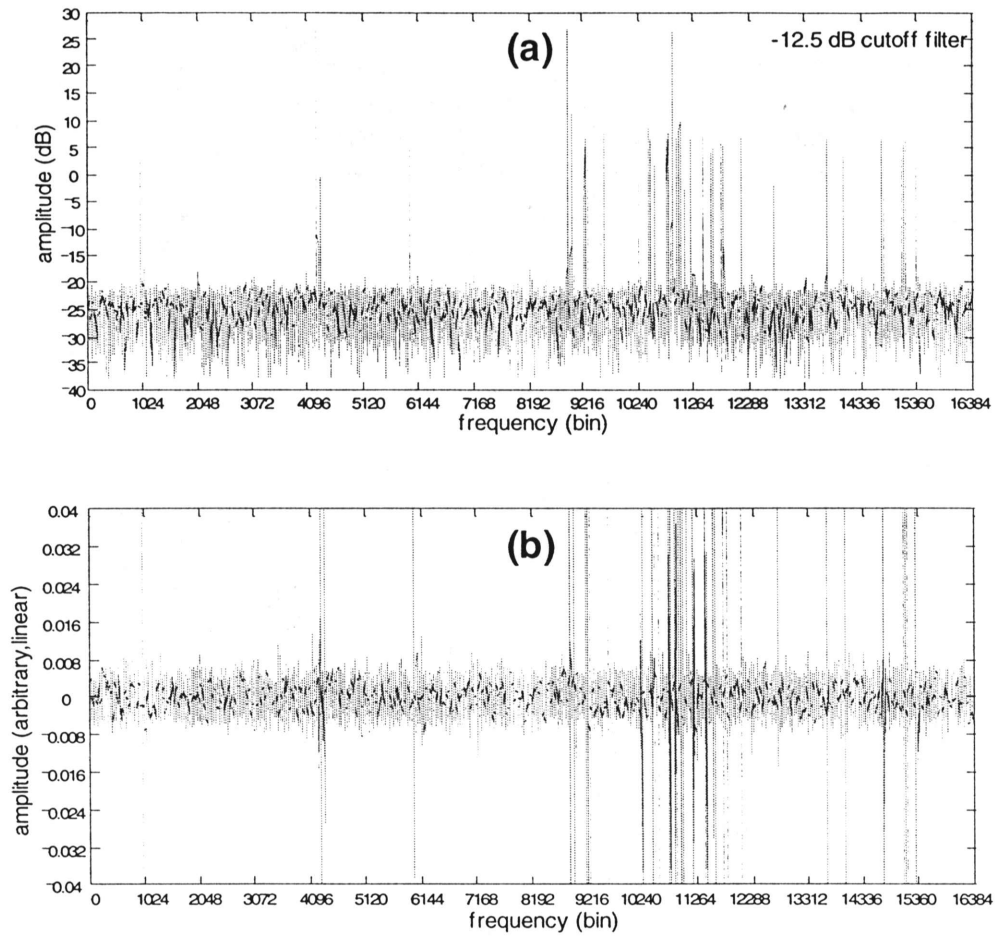 30
(a)
-12.5 dB cutoff filter
25
20
15
10
5
0
-5
-10
-15
-20
-25
-30
-35
-40
amplitude (dB)
0 1024 2048 3072 4096 5120 6144 7168 8192 9216 10240 11264 12288 13312 14336 15360 16384
frequency (bin)
0.04
(b)
0.032
0.024
0.016
0.008
0
-0.008
-0.016
-0.024
-0.032
-0.04
amplitude (arbitrary,linear)
0 1024 2048 3072 4096 5120 6144 7168 8192 9216 10240 11264 12288 13312 14336 15360 16384
frequency (bin)